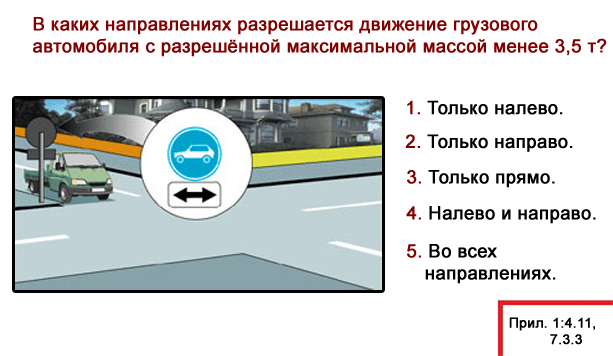 В каких направлениях разрешается движение грузового
автомобиля с разрешённой максимальной массой менее 3,5 т?
1. Только налево.
2. Только направо.
3. Только прямо.
4. Налево и направо.
5. Во всех
направлениях.
Прил. 1:4.11,
7.3.3